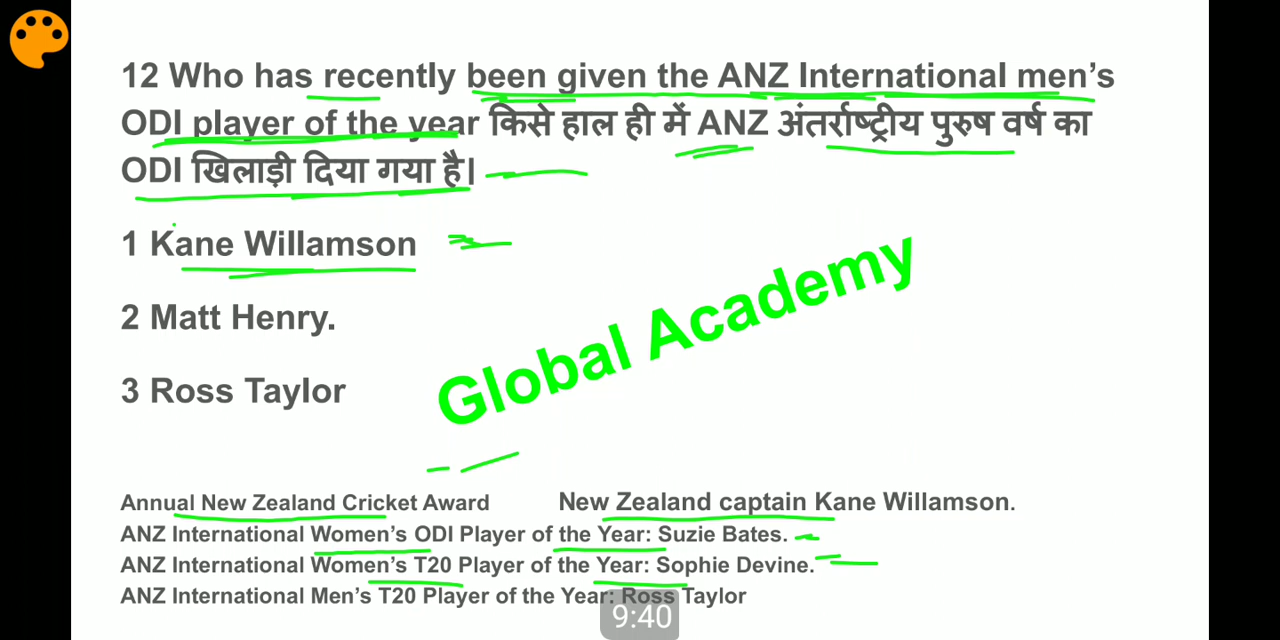 12 Who has recently been given the ANZ International men's
ODI player of the year किसे हाल ही में ANZ अंतर्राष्ट्रीय पुरुष वर्ष का
ODI खिलाड़ी दिया गया है।
1 Kane Willamson
2 Matt Henry.
3 Ross Taylor
Global Academy
Annual New Zealand Cricket Award New Zealand captain Kane Willamson.
ANZ International Women's ODI Player of the Year: Suzie Bates.
ANZ International Women's T20 Player of the Year: Sophie Devine.
ANZ International Men's T20 Player of the Year: Ross Taylor
9:40